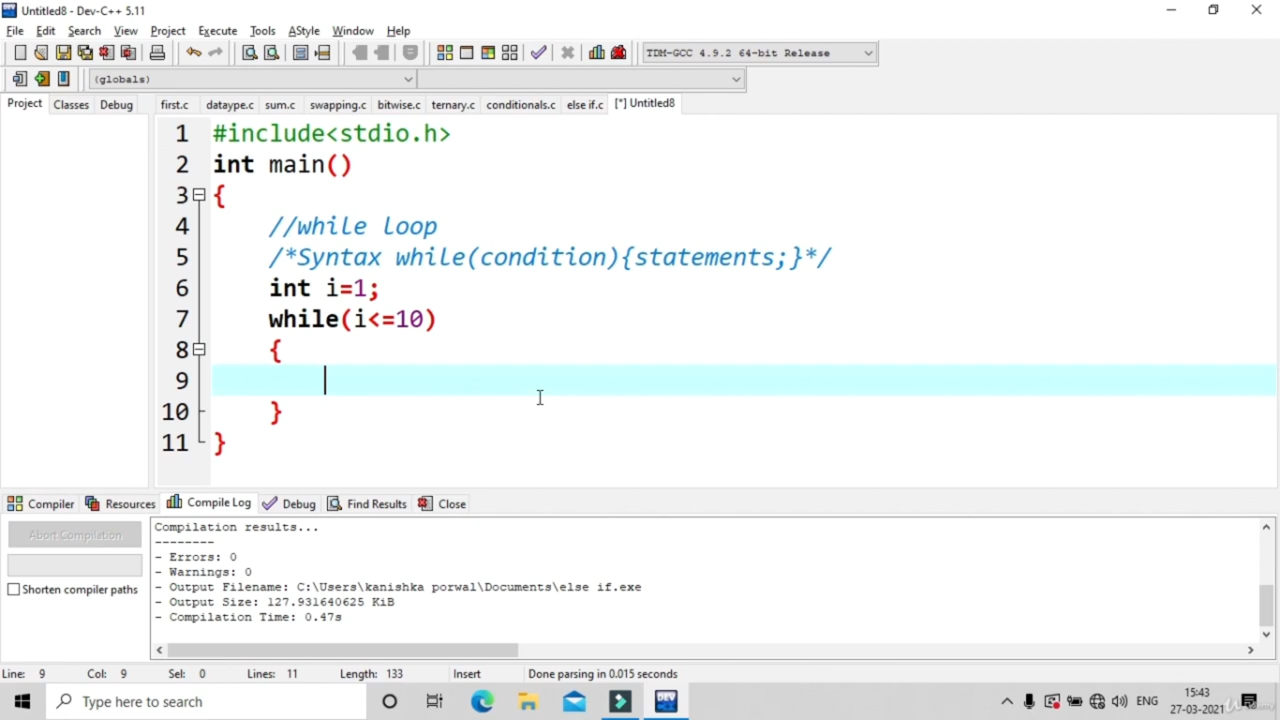 Untitled8 - Dev-C++ 5.11
File Edit Search View Project Execute Tools AStyle Window Help
TDM-GCC 4.9.2 64-bit Release
(globals)
Project Classes Debug first.c dataype.c sum.c swapping.c bitwise.c ternary.c conditionals.c else if.c [*] Untitled8
1 #include<stdio.h>
2 int main()
3 {
4 //while loop
5 /*Syntax while(condition){statements;}*/
6 int i=1;
7 while(i<=10)
8 {
9
10 }
11 }
Compiler Resources Compile Log Debug Find Results Close
Abort Compilation
Shorten compiler paths
Compilation results...
--------
- Errors: 0
- Warnings: 0
- Output Filename: C:\Users\kanishka porwal\Documents\else if.exe
- Output Size: 127.931640625 KiB
- Compilation Time: 0.47s
Line: 9 Col: 9 Sel: 0 Lines: 11 Length: 133 Insert Done parsing in 0.015 seconds
Type here to search
DEV
ENG
15:43
27-03-2021
Udemy